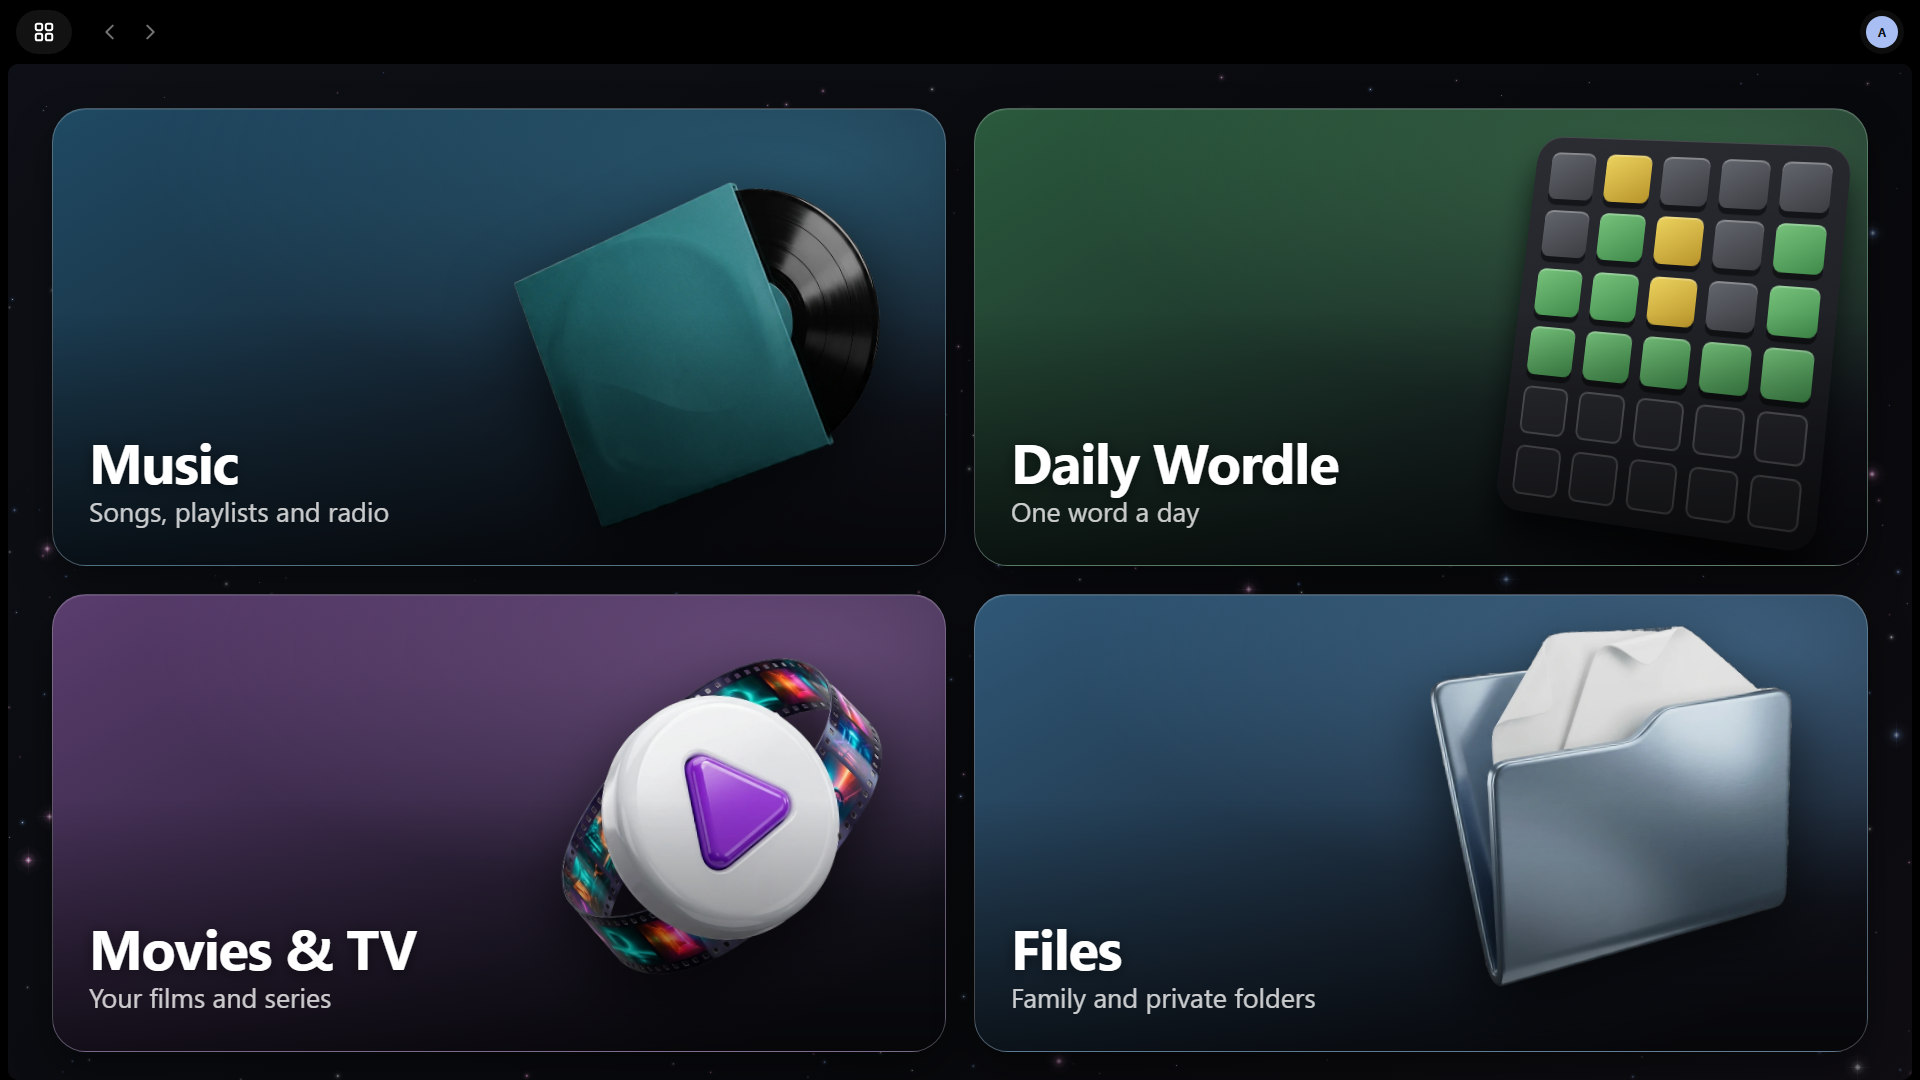 A
Music
Songs, playlists and radio
Daily Wordle
One word a day
Movies & TV
Your films and series
Files
Family and private folders